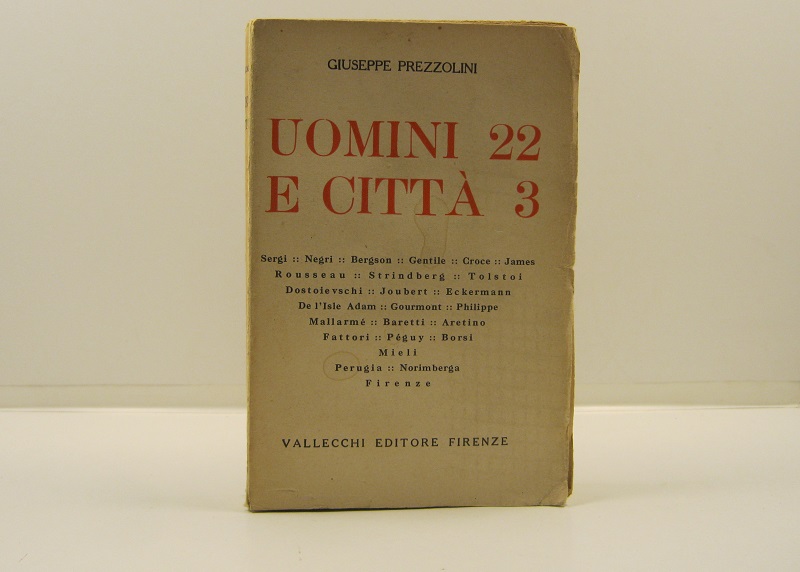 GIUSEPPE PREZZOLINI
UOMINI 22
E CITTÀ 3
Sergi :: Negri :: Bergson :: Gentile :: Croce :: James
Rousseau :: Strindberg :: Tolstoi
Dostoievschi :: Joubert :: Eckermann
De l'Isle Adam :: Gourmont :: Philippe
Mallarmé :: Baretti :: Aretino
Fattori :: Péguy :: Borsi
Mieli
Perugia :: Norimberga
Firenze
VALLECCHI EDITORE FIRENZE